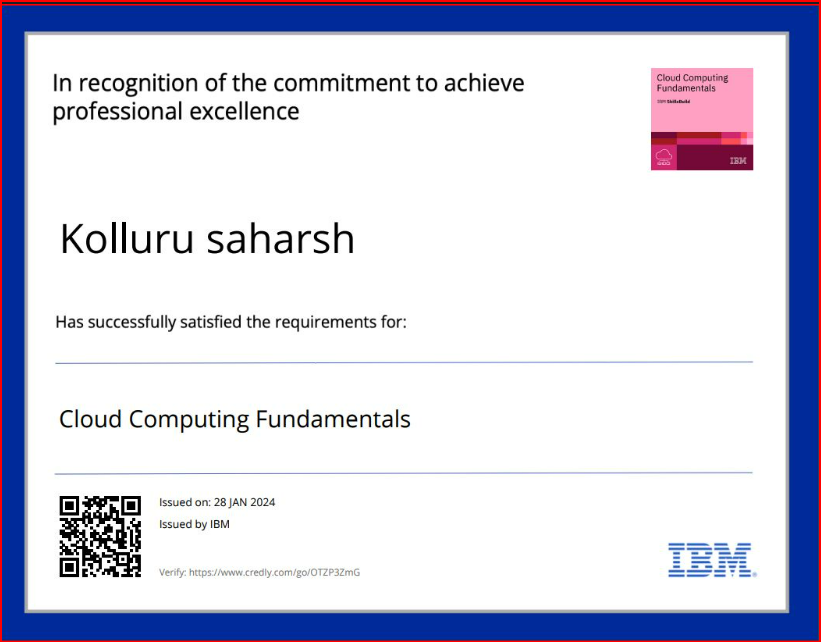 In recognition of the commitment to achieve
professional excellence
Cloud Computing
Fundamentals
IBM SkillsBuild
IBM
Kolluru saharsh
Has successfully satisfied the requirements for:
Cloud Computing Fundamentals
Issued on: 28 JAN 2024
Issued by IBM
Verify: https://www.credly.com/go/OTZP3ZmG
IBM®